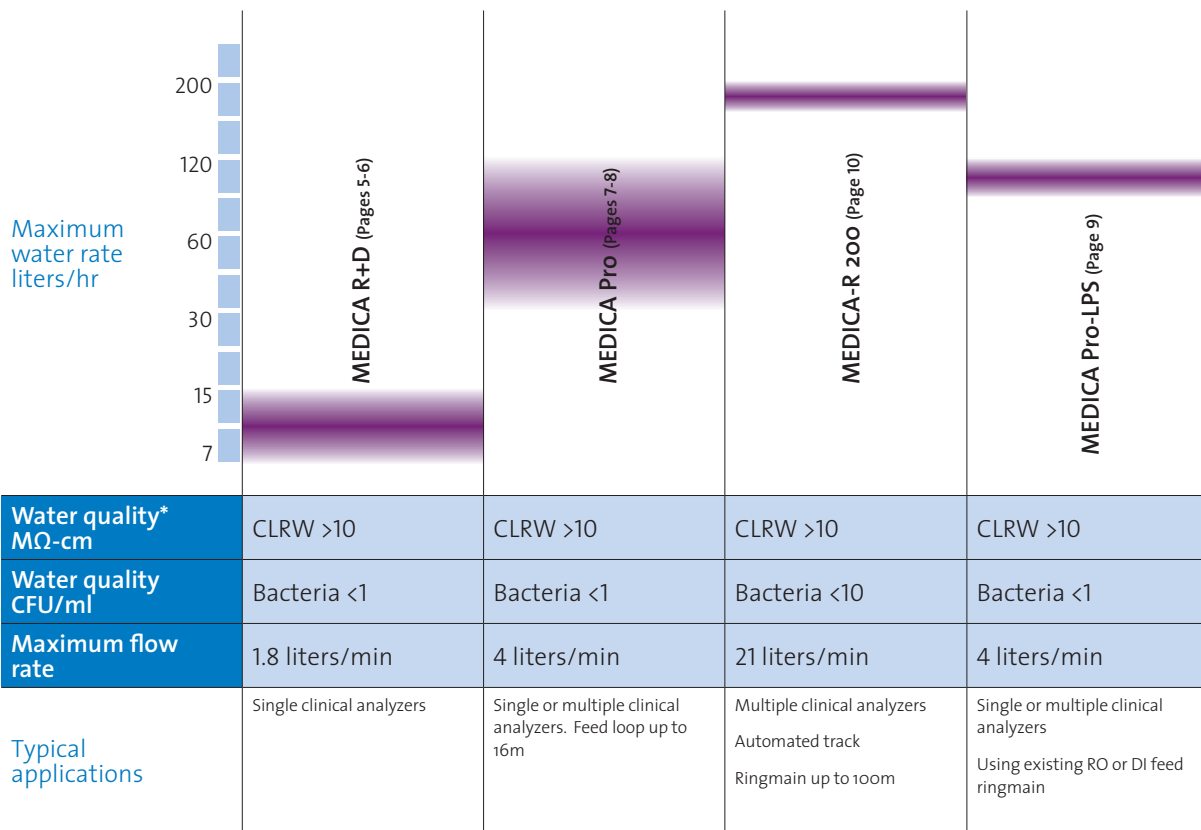 200
120
60
30
15
7
Maximum
water rate
liters/hr
MEDICA R+D (Pages 5-6)
MEDICA Pro (Pages 7-8)
MEDICA-R 200 (Page 10)
MEDICA Pro-LPS (Page 9)
Water quality*
MΩ-cm
CLRW >10
CLRW >10
CLRW >10
CLRW >10
Water quality
CFU/ml
Bacteria <1
Bacteria <1
Bacteria <10
Bacteria <1
Maximum flow
rate
1.8 liters/min
4 liters/min
21 liters/min
4 liters/min
Typical
applications
Single clinical analyzers
Single or multiple clinical
analyzers. Feed loop up to
16m
Multiple clinical analyzers
Automated track
Ringmain up to 100m
Single or multiple clinical
analyzers
Using existing RO or DI feed
ringmain